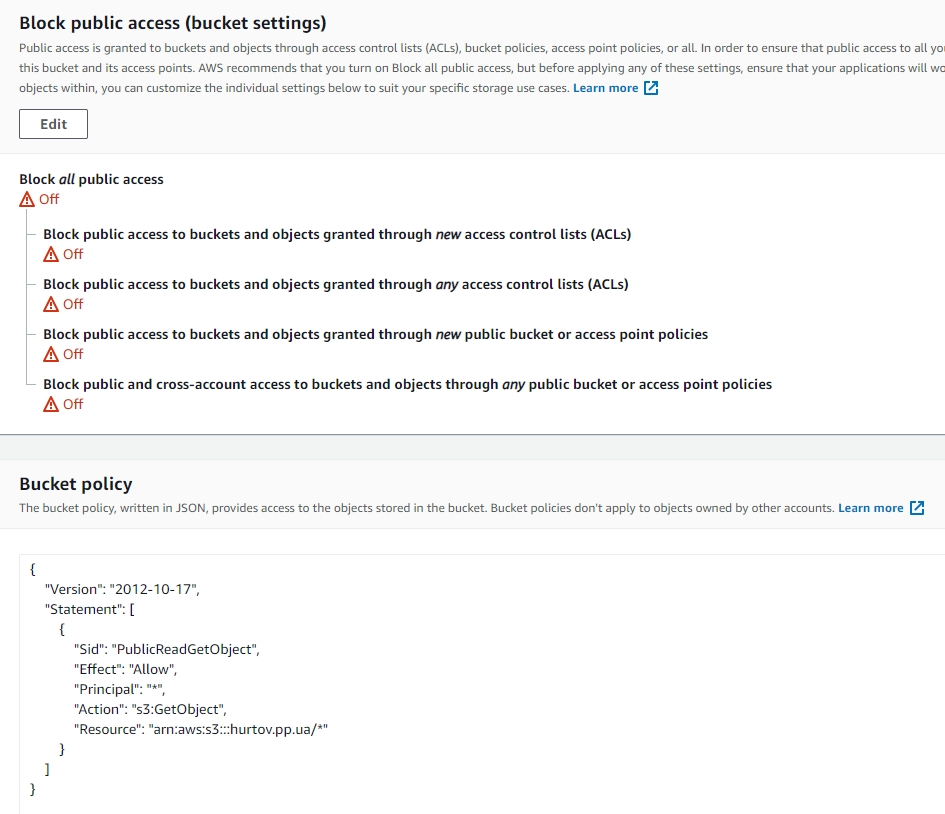 Block public access (bucket settings)
Public access is granted to buckets and objects through access control lists (ACLs), bucket policies, access point policies, or all. In order to ensure that public access to all
this bucket and its access points. AWS recommends that you turn on Block all public access, but before applying any of these settings, ensure that your applications will
objects within, you can customize the individual settings below to suit your specific storage use cases. Learn more
Edit
Block all public access
Off
Block public access to buckets and objects granted through new access control lists (ACLs)
Off
Block public access to buckets and objects granted through any access control lists (ACLs)
Off
Block public access to buckets and objects granted through new public bucket or access point policies
Off
Block public and cross-account access to buckets and objects through any public bucket or access point policies
Off
Bucket policy
The bucket policy, written in JSON, provides access to the objects stored in the bucket. Bucket policies don't apply to objects owned by other accounts. Learn more
{
"Version": "2012-10-17",
"Statement": [
{
"Sid": "PublicReadGetObject",
"Effect": "Allow",
"Principal": "*",
"Action": "s3:GetObject",
"Resource": "arn:aws:s3:::hurtov.pp.ua/*"
}
]
}